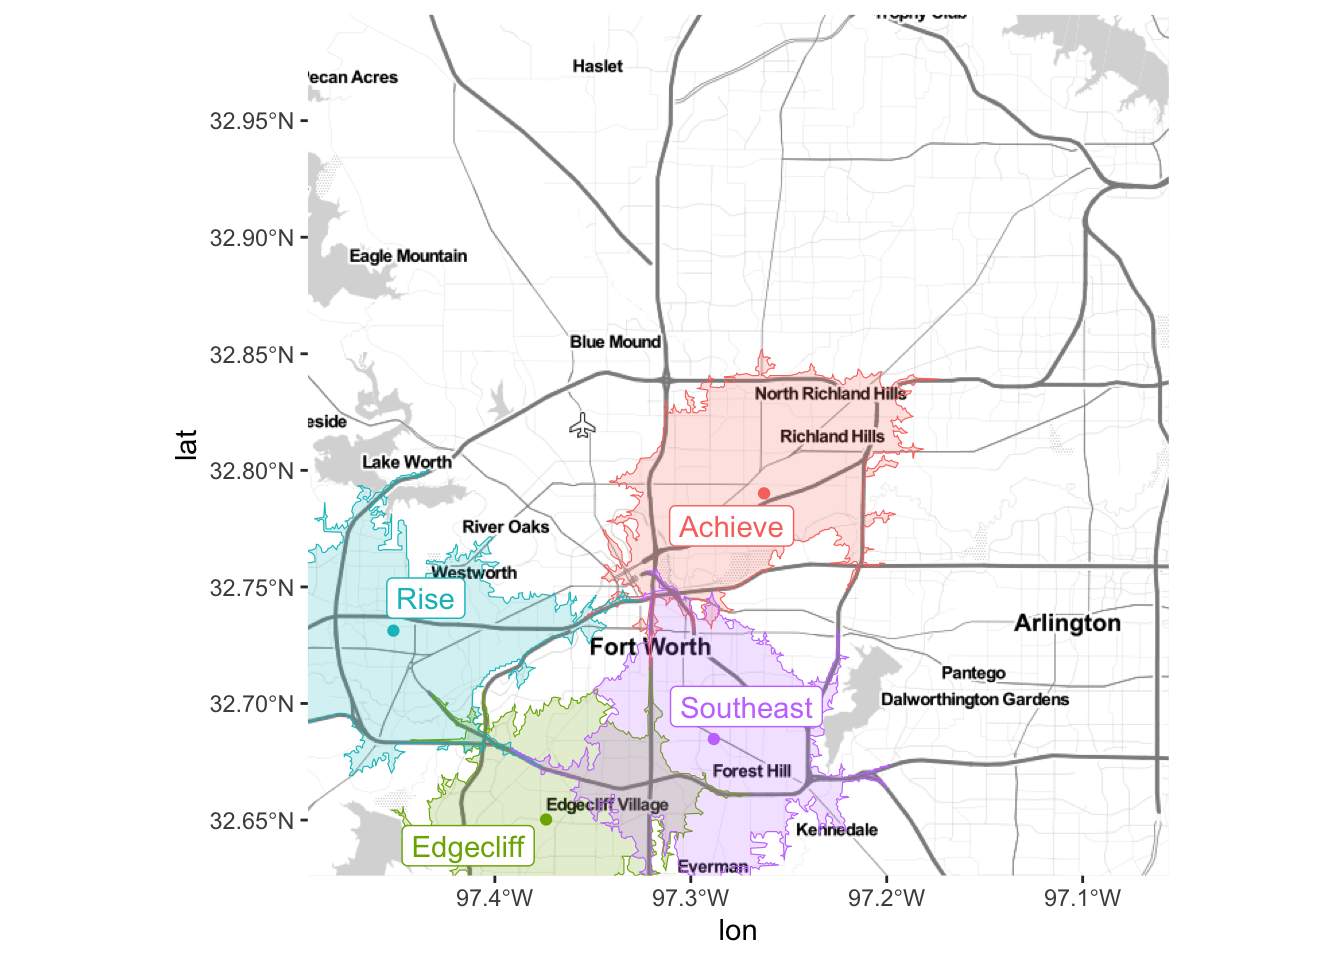 Trophy Club
Haslet
Pecan Acres
32.95°N
32.90°N
Eagle Mountain
32.85°N
Blue Mound
North Richland Hills
eside
Richland Hills
lat
Lake Worth
32.80°N
River Oaks
Achieve
Westworth
32.75°N
Rise
Arlington
Fort Worth
Pantego
32.70°N
Southeast
Dalworthington Gardens
Forest Hill
Edgecliff Village
32.65°N
Kennedale
Edgecliff
Everman
97.4°W
97.3°W
97.2°W
97.1°W
lon